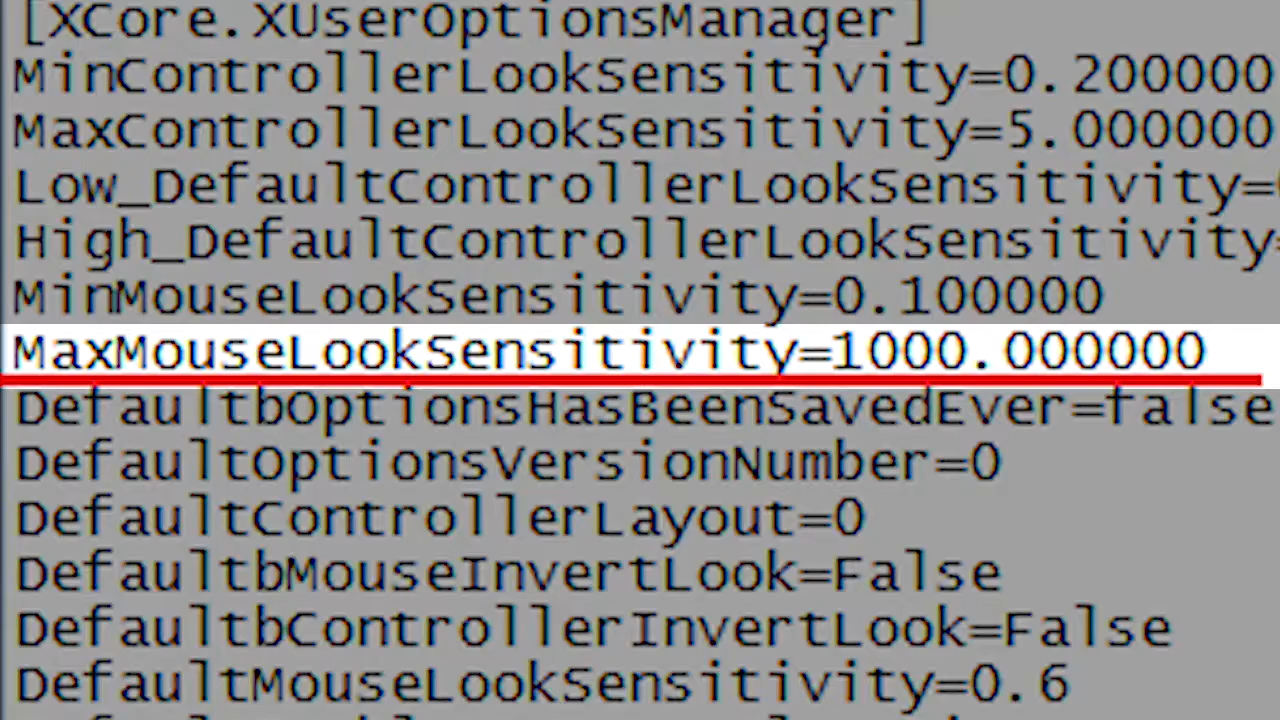 [XCore.XUserOptionsManager]
MinControllerLookSensitivity=0.200000
MaxControllerLookSensitivity=5.000000
Low_DefaultControllerLookSensitivity=
High_DefaultControllerLookSensitivity=
MinMouseLookSensitivity=0.100000
MaxMouseLookSensitivity=1000.000000
DefaultbOptionsHasBeenSavedEver=false
DefaultOptionsVersionNumber=0
DefaultControllerLayout=0
DefaultbMouseInvertLook=False
DefaultbControllerInvertLook=False
DefaultMouseLookSensitivity=0.6